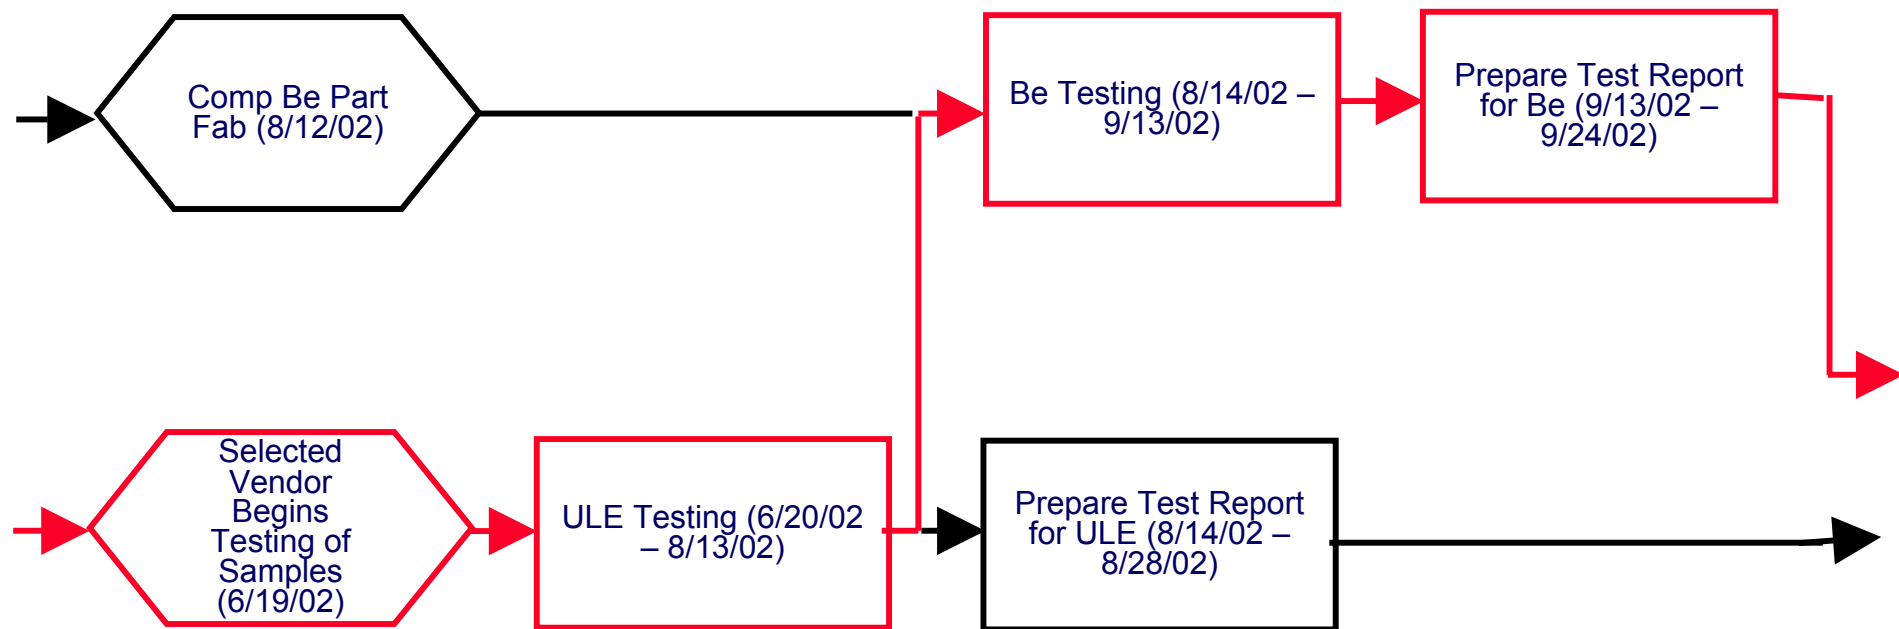 Comp Be Part
Fab (8/12/02)
Be Testing (8/14/02 –
9/13/02)
Prepare Test Report
for Be (9/13/02 –
9/24/02)
Selected
Vendor
Begins
Testing of
Samples
(6/19/02)
ULE Testing (6/20/02
– 8/13/02)
Prepare Test Report
for ULE (8/14/02 –
8/28/02)